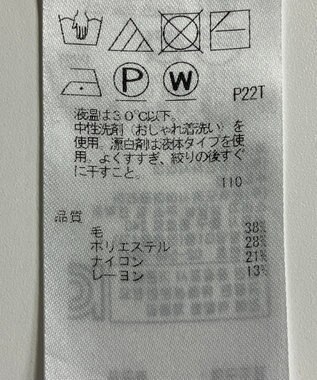 P W P22T
液温は30℃以下。
中性洗剤（おしゃれ着洗い）を
使用。漂白剤は液体タイプを使
用。よくすすぎ、絞りの後すぐ
に干すこと。
110
品質
毛 38%
ポリエステル 28%
ナイロン 21%
レーヨン 13%